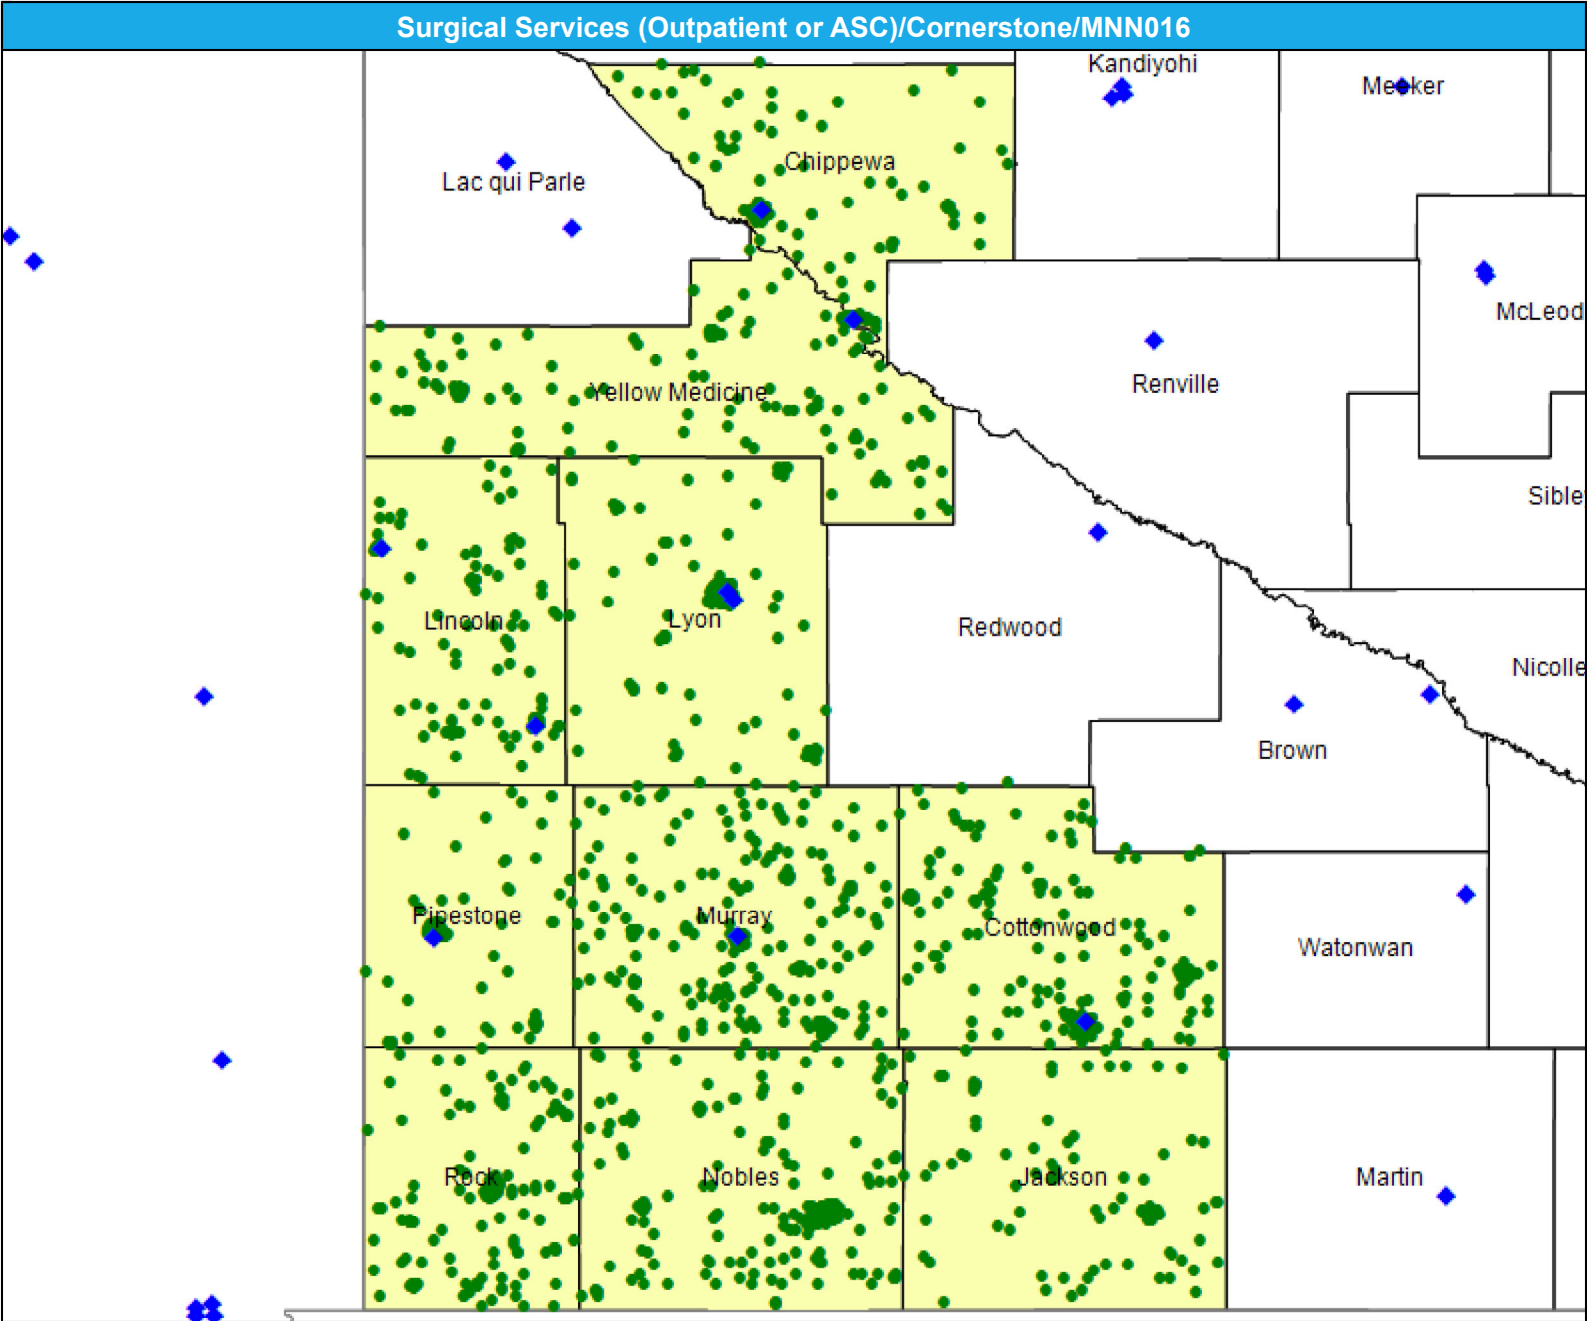 Surgical Services (Outpatient or ASC)/Cornerstone/MNN016
Kandiyohi
Meeker
Chippewa
Lac qui Parle
McLeod
Renville
Yellow Medicine
Sible
Lincoln
Lyon
Redwood
Nicolle
Brown
Pipestone
Murray
Cottonwood
Watonwan
Rock
Nobles
Jackson
Martin